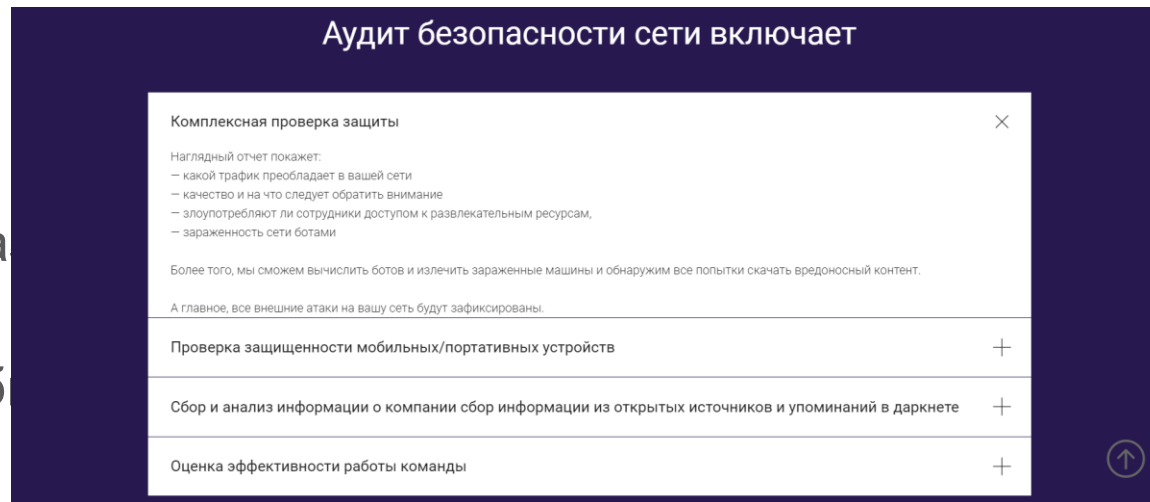 Аудит безопасности сети включает
Комплексная проверка защиты
Наглядный отчет покажет:
— какой трафик преобладает в вашей сети
— качество и на что следует обратить внимание
— злоупотребляют ли сотрудники доступом к развлекательным ресурсам,
— зараженность сети ботами
Более того, мы сможем вычислить ботов и излечить зараженные машины и обнаружим все попытки скачать вредоносный контент.
А главное, все внешние атаки на вашу сеть будут зафиксированы.
Проверка защищенности мобильных/портативных устройств
Сбор и анализ информации о компании сбор информации из открытых источников и упоминаний в даркнете
Оценка эффективности работы команды